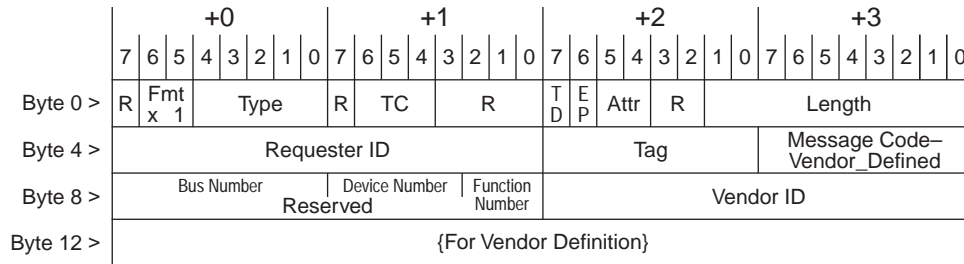 +0 +1 +2 +3
7 6 5 4 3 2 1 0 7 6 5 4 3 2 1 0 7 6 5 4 3 2 1 0 7 6 5 4 3 2 1 0
Byte 0 > R Fmt x 1 Type R TC R TD EP Attr R Length
Byte 4 > Requester ID Tag Message Code– Vendor_Defined
Byte 8 > Bus Number Device Number Function Number Reserved Vendor ID
Byte 12 > {For Vendor Definition}